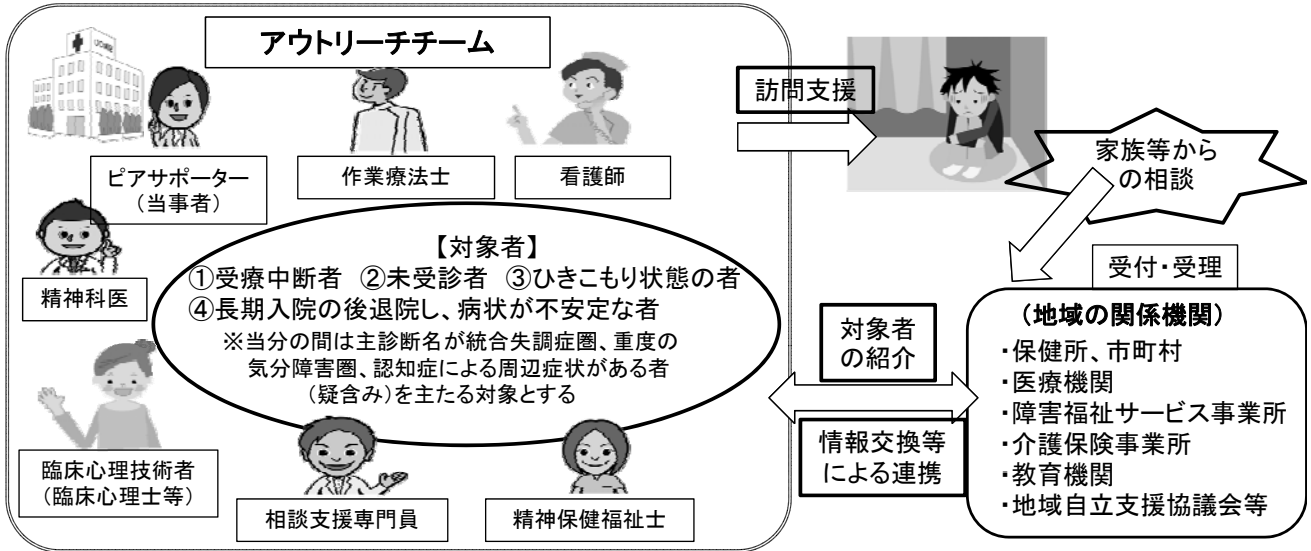 アウトリーチチーム
ピアサポーター
（当事者）
作業療法士
看護師
精神科医
【対象者】
①受療中断者　②未受診者　③ひきこもり状態の者
④長期入院の後退院し、病状が不安定な者
※当分の間は主診断名が統合失調症圏、重度の
気分障害圏、認知症による周辺症状がある者
（疑含み）を主たる対象とする
臨床心理技術者
（臨床心理士等）
相談支援専門員
精神保健福祉士
訪問支援
家族等から
の相談
受付・受理
対象者
の紹介
情報交換等
による連携
（地域の関係機関）
・保健所、市町村
・医療機関
・障害福祉サービス事業所
・介護保険事業所
・教育機関
・地域自立支援協議会等